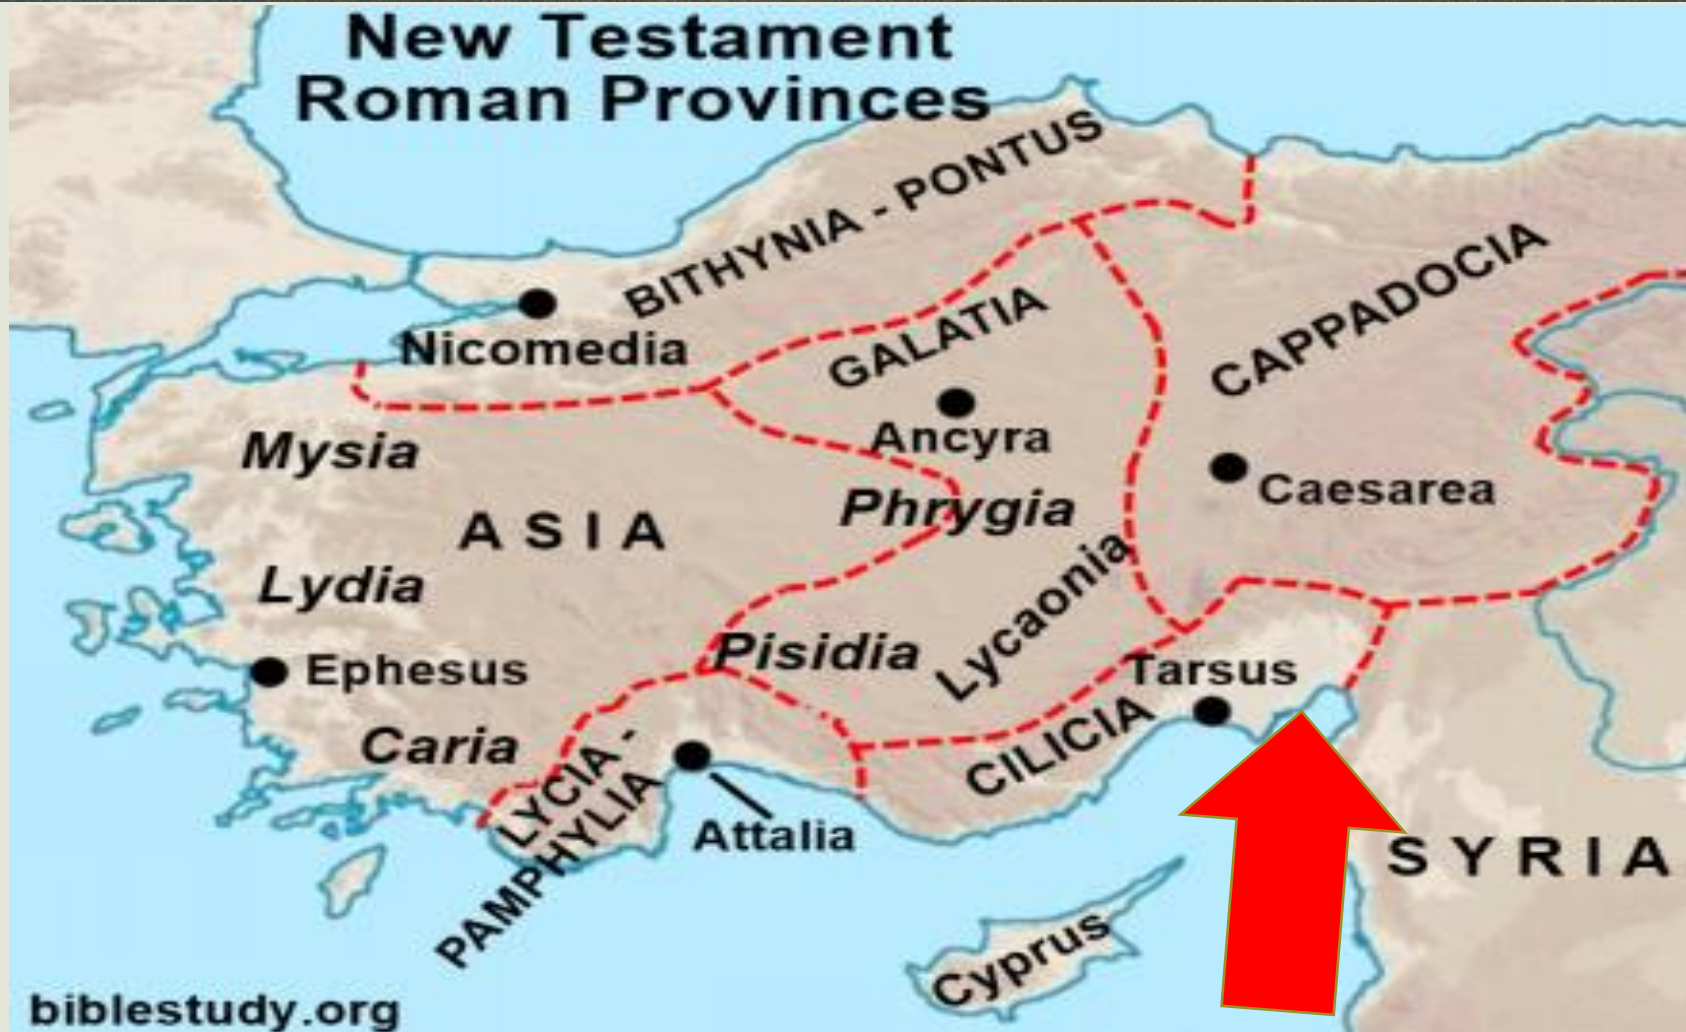 New Testament
Roman Provinces
BITHYNIA - PONTUS
CAPPADOCIA
GALATIA
Nicomedia
Ancyra
Mysia
Caesarea
Phrygia
ASIA
Lycaonia
Lydia
Pisidia
Tarsus
Ephesus
CILICIA
Caria
LYCIA -
PAMPHYLIA
Attalia
SYRIA
Cyprus
biblestudy.org